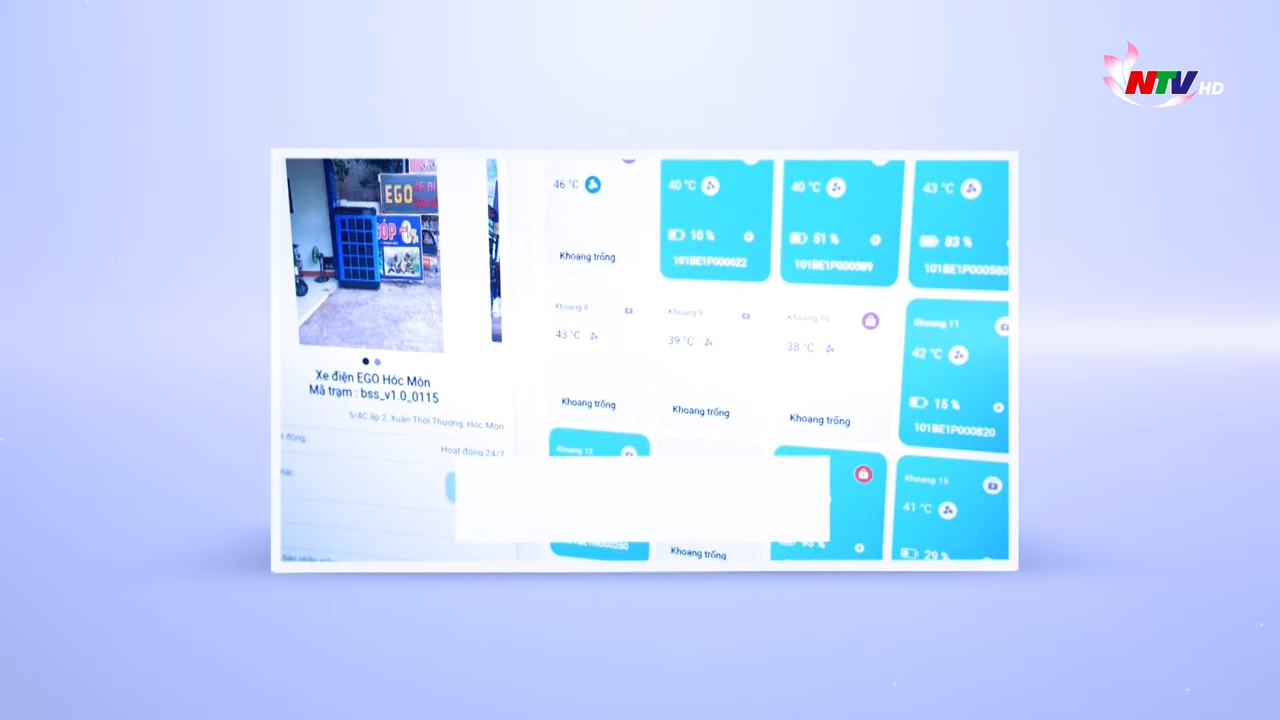 NTV HD
EGO
46 °C
40 °C
40 °C
43 °C
10 %
51 %
83 %
Khoang trống
101BE1P000622
101BE1P000589
101BE1P000580
Khoang 8
Khoang 9
Khoang 10
Khoang 11
43 °C
39 °C
38 °C
42 °C
Xe điện EGO Hóc Môn
Mã trạm : bss_v1.0_0115
5/4C ấp 2, Xuân Thới Thượng, Hóc Môn
Khoang trống
Khoang trống
Khoang trống
15 %
101BE1P000820
động
Hoạt động 24/7
Khoang 12
Khoang 15
41 °C
Khoang trống
29 %